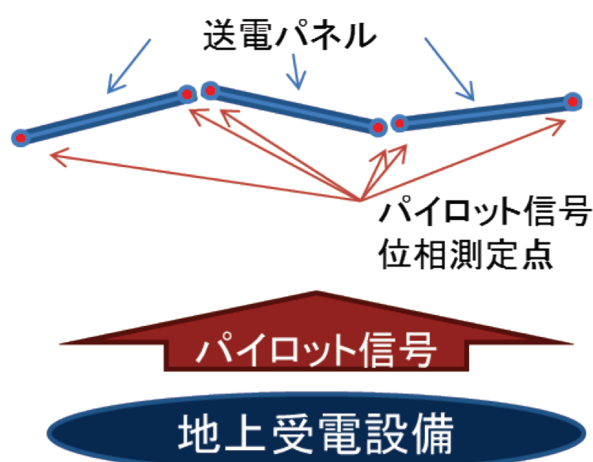 送電パネル
パイロット信号
位相測定点
パイロット信号
地上受電設備